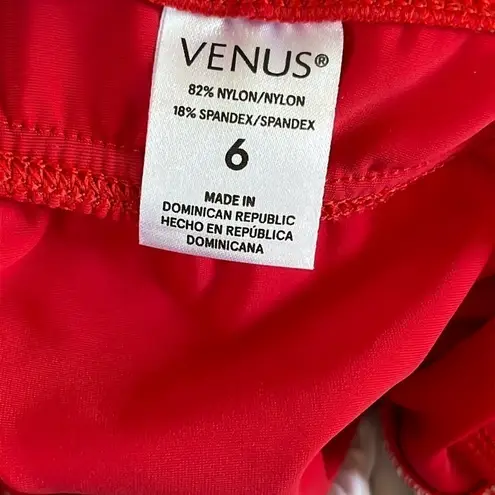 VENUS®
82% NYLON/NYLON
18% SPANDEX/SPANDEX
6
MADE IN
DOMINICAN REPUBLIC
HECHO EN REPÚBLICA
DOMINICANA